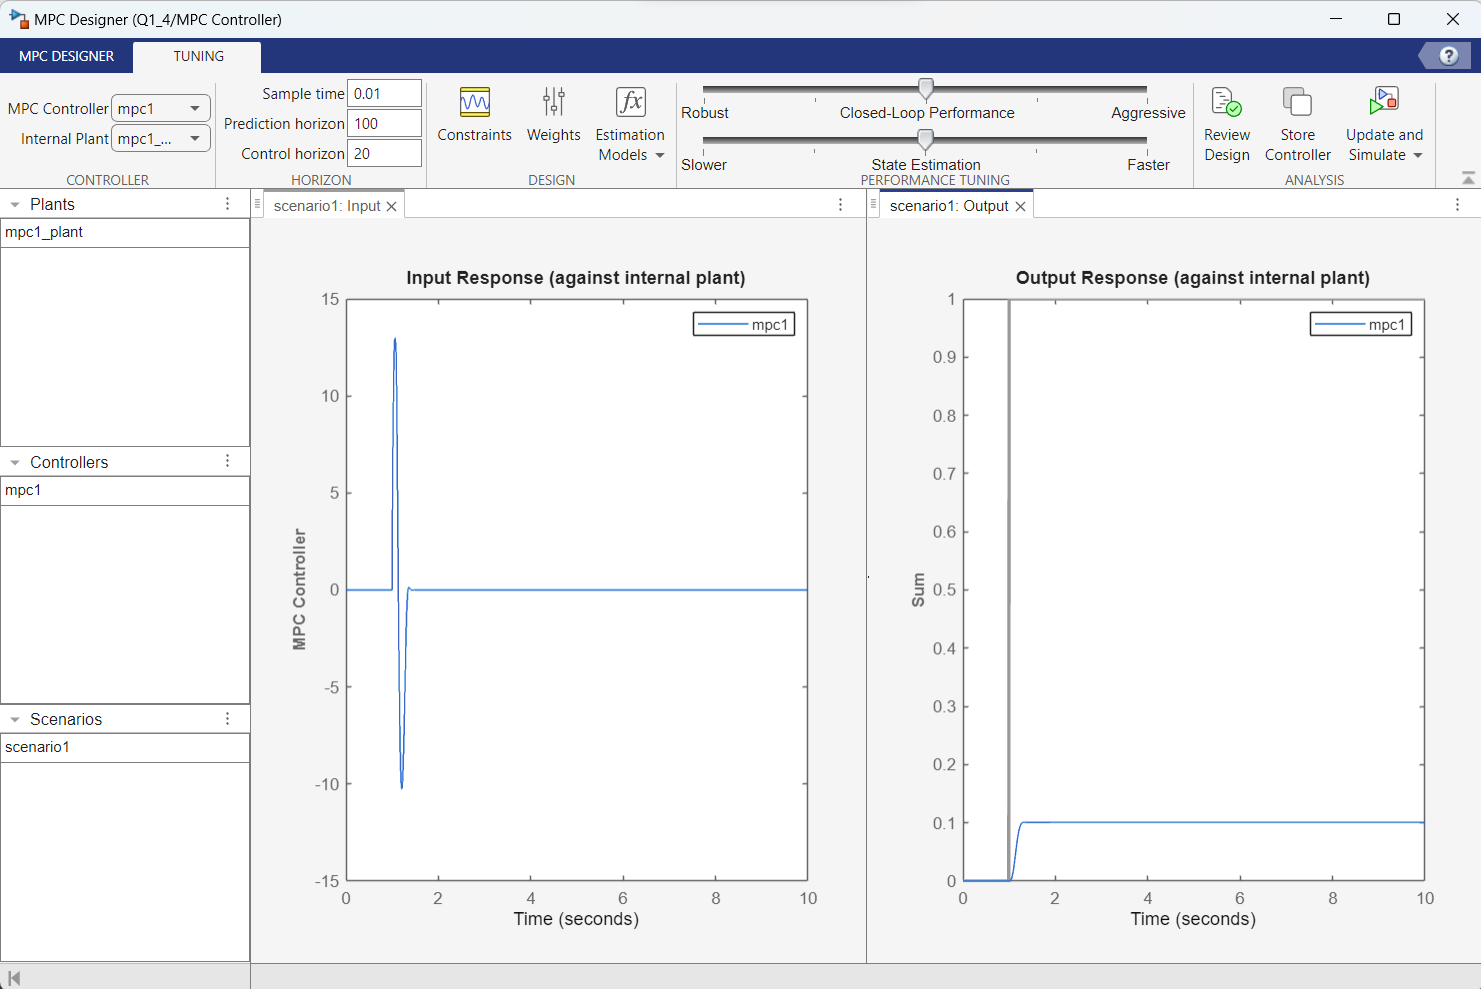 MPC Designer (Q1_4/MPC Controller)
MPC DESIGNER
TUNING
?
MPC Controller mpc1
Internal Plant mpc1_...
CONTROLLER
Sample time 0.01
Prediction horizon 100
Control horizon 20
HORIZON
Constraints
Weights
fx
Estimation
Models
DESIGN
Robust Closed-Loop Performance Aggressive
Slower State Estimation Faster
PERFORMANCE TUNING
Review
Design
Store
Controller
Update and
Simulate
ANALYSIS
Plants
mpc1_plant
Controllers
mpc1
Scenarios
scenario1
scenario1: Input
Input Response (against internal plant)
mpc1
15
10
5
0
-5
-10
-15
MPC Controller
0 2 4 6 8 10
Time (seconds)
scenario1: Output
Output Response (against internal plant)
mpc1
1
0.9
0.8
0.7
0.6
0.5
0.4
0.3
0.2
0.1
0
Sum
0 2 4 6 8 10
Time (seconds)